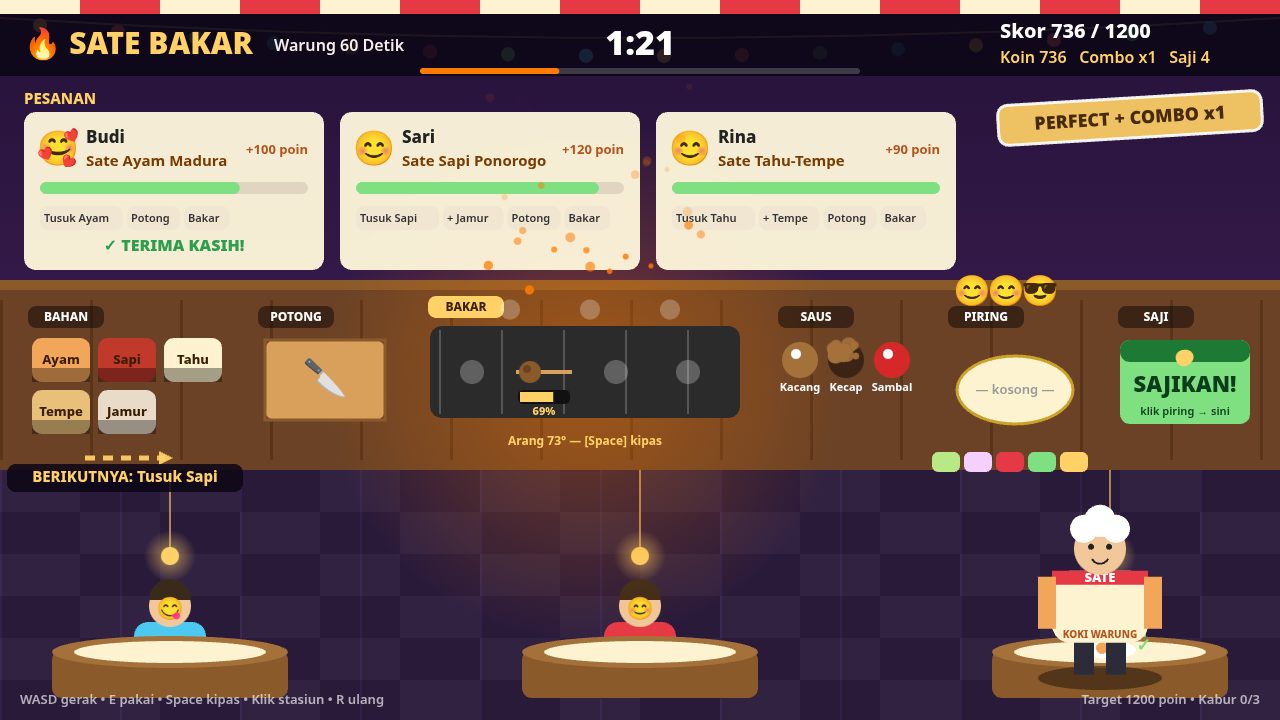 SATE BAKAR
Warung 60 Detik
1:21
Skor 736 / 1200
Koin 736 Combo x1 Saji 4
PESANAN
PERFECT + COMBO x1
Budi
Sate Ayam Madura
+100 poin
Tusuk Ayam Potong Bakar
✓ TERIMA KASIH!
Sari
Sate Sapi Ponorogo
+120 poin
Tusuk Sapi + Jamur Potong Bakar
Rina
Sate Tahu-Tempe
+90 poin
Tusuk Tahu + Tempe Potong Bakar
BAHAN
POTONG
BAKAR
SAUS
PIRING
SAJI
Ayam Sapi Tahu
Tempe Jamur
69%
Arang 73° — [Space] kipas
Kacang Kecap Sambal
— kosong —
SAJIKAN!
klik piring → sini
BERIKUTNYA: Tusuk Sapi
SATE
KOKI WARUNG
WASD gerak • E pakai • Space kipas • Klik stasiun • R ulang
Target 1200 poin • Kabur 0/3